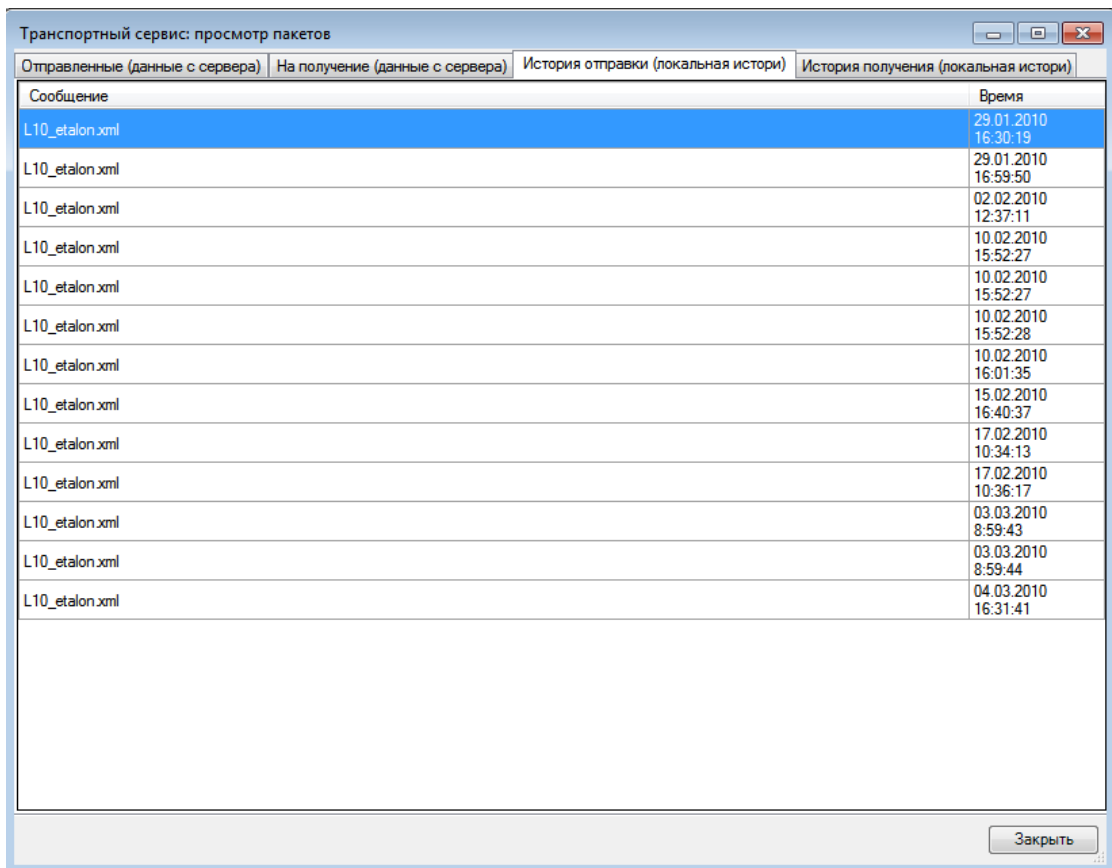 Транспортный сервис: просмотр пакетов
Отправленные (данные с сервера) На получение (данные с сервера) История отправки (локальная истори) История получения (локальная истори)
Сообщение Время
L10_etalon.xml 29.01.2010
16:30:19
L10_etalon.xml 29.01.2010
16:59:50
L10_etalon.xml 02.02.2010
12:37:11
L10_etalon.xml 10.02.2010
15:52:27
L10_etalon.xml 10.02.2010
15:52:27
L10_etalon.xml 10.02.2010
15:52:28
L10_etalon.xml 10.02.2010
16:01:35
L10_etalon.xml 15.02.2010
16:40:37
L10_etalon.xml 17.02.2010
10:34:13
L10_etalon.xml 17.02.2010
10:36:17
L10_etalon.xml 03.03.2010
8:59:43
L10_etalon.xml 03.03.2010
8:59:44
L10_etalon.xml 04.03.2010
16:31:41
Закрыть